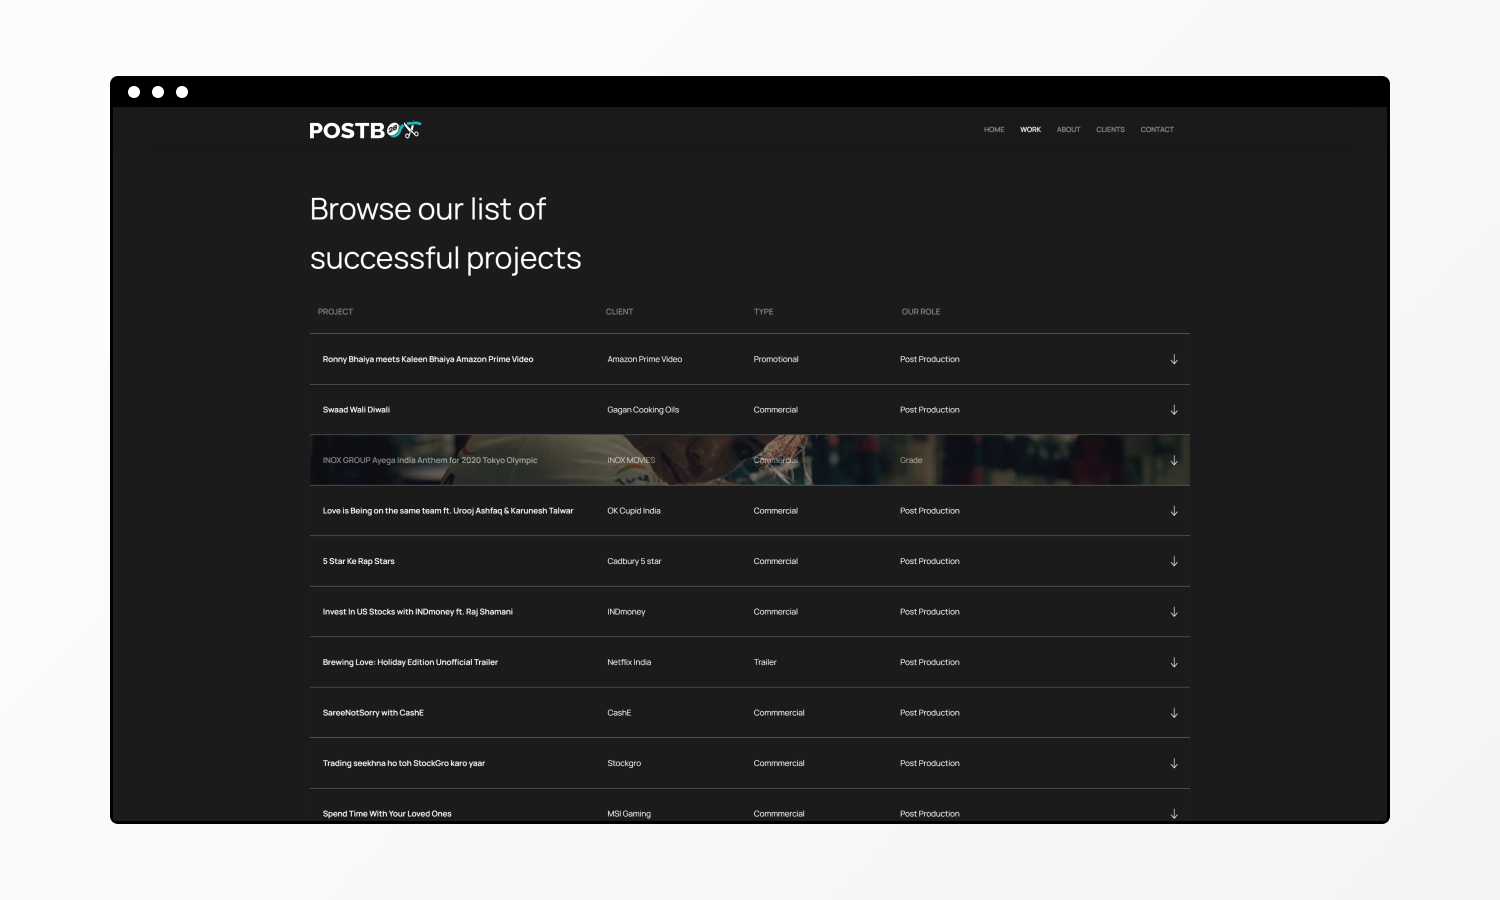 POSTBOX
HOME WORK ABOUT CLIENTS CONTACT
Browse our list of
successful projects
PROJECT CLIENT TYPE OUR ROLE
Ronny Bhaiya meets Kaleen Bhaiya Amazon Prime Video Amazon Prime Video Promotional Post Production
Swaad Wali Diwali Gagan Cooking Oils Commercial Post Production
INOX GROUP Ayega India Anthem for 2020 Tokyo Olympic INOX MOVIES Commercial Grade
Love is Being on the same team ft. Urooj Ashfaq & Karunesh Talwar OK Cupid India Commercial Post Production
5 Star Ke Rap Stars Cadbury 5 star Commercial Post Production
Invest In US Stocks with INDmoney ft. Raj Shamani INDmoney Commercial Post Production
Brewing Love: Holiday Edition Unofficial Trailer Netflix India Trailer Post Production
SareeNotSorry with CashE CashE Commmercial Post Production
Trading seekhna ho toh StockGro karo yaar Stockgro Commmercial Post Production
Spend Time With Your Loved Ones MSI Gaming Commmercial Post Production